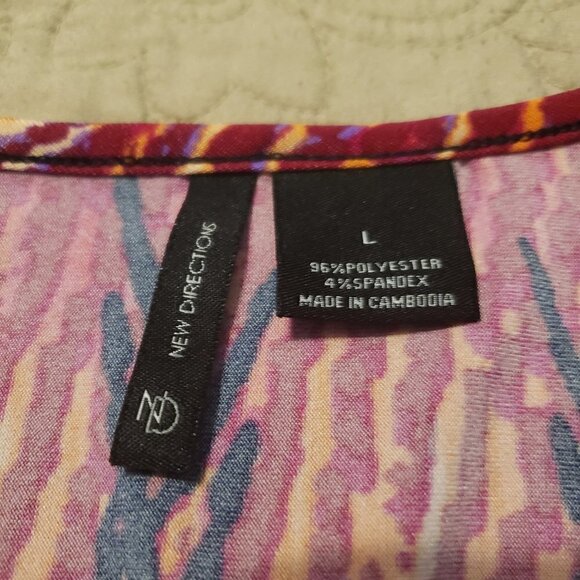 NEW DIRECTIONS
ND
L
96%POLYESTER
4%SPANDEX
MADE IN CAMBODIA